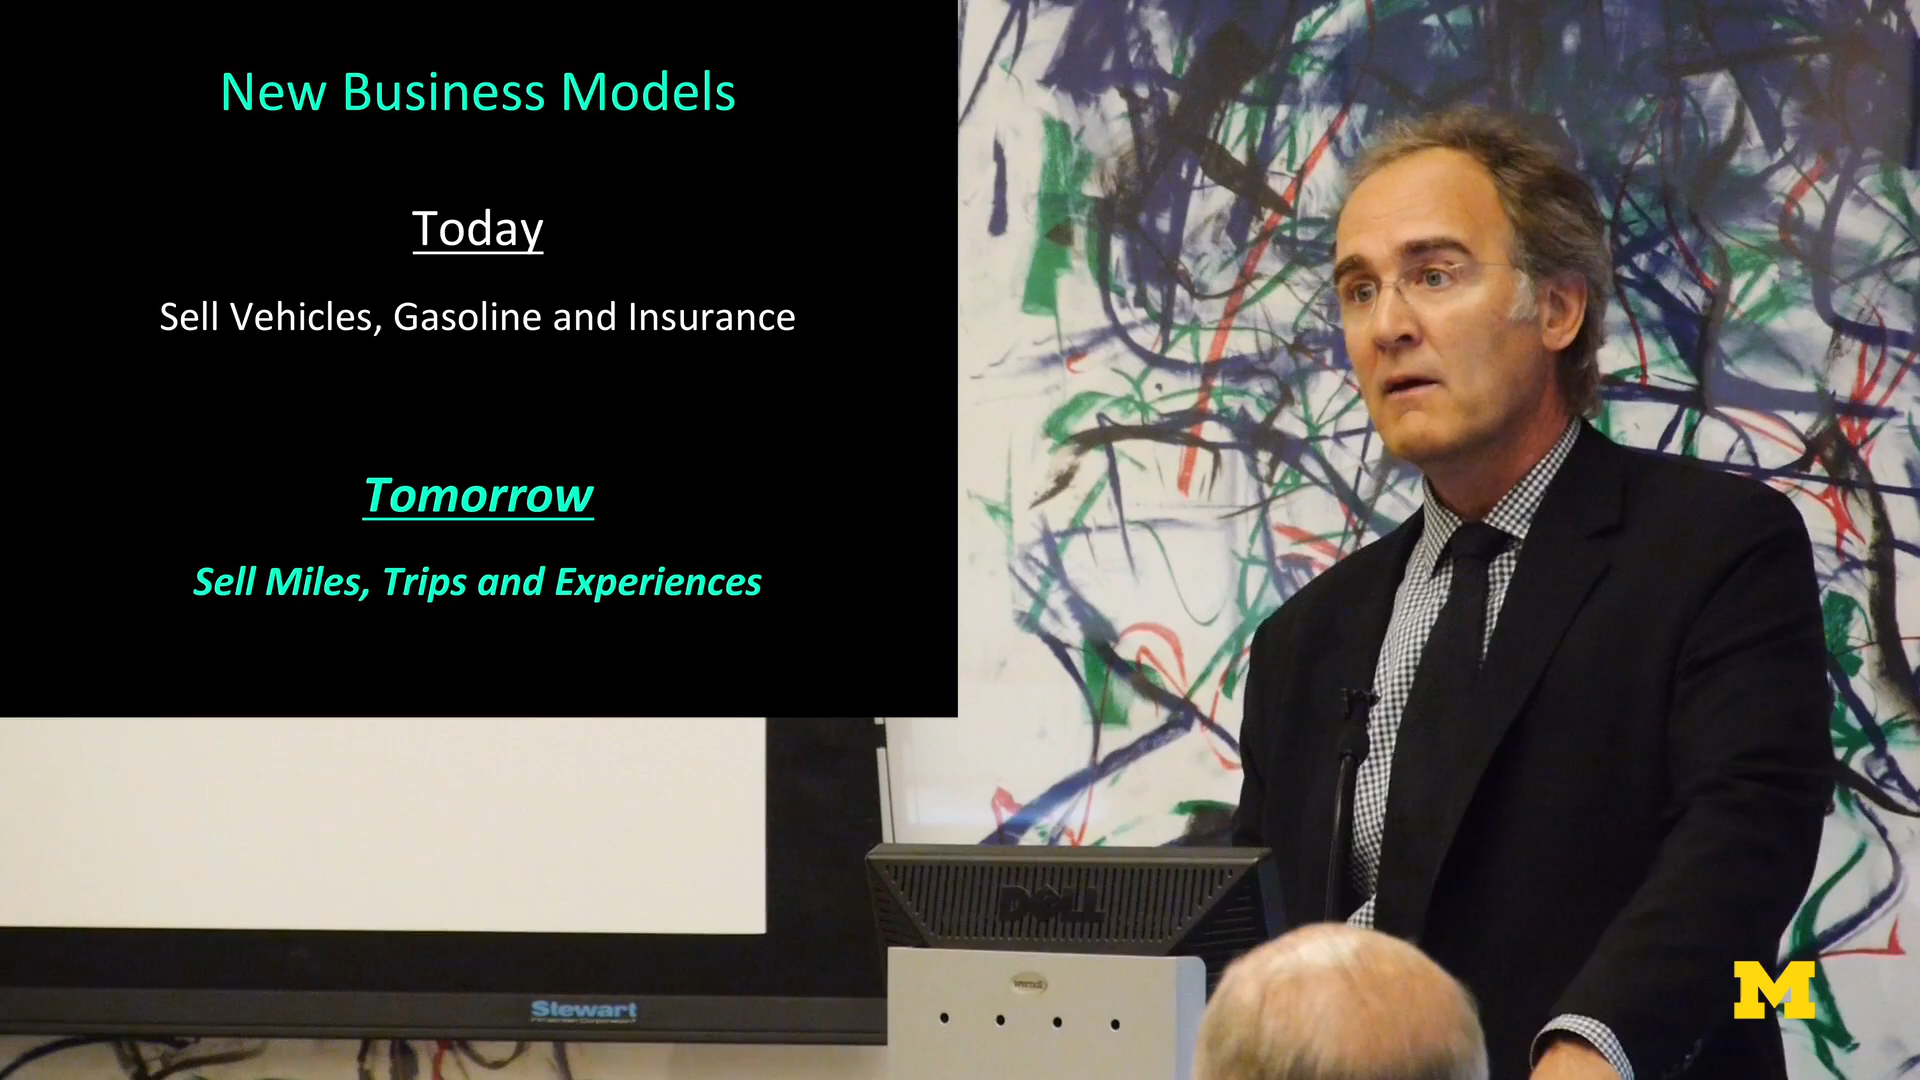 New Business Models
Today
Sell Vehicles, Gasoline and Insurance
Tomorrow
Sell Miles, Trips and Experiences
DELL
Stewart
M